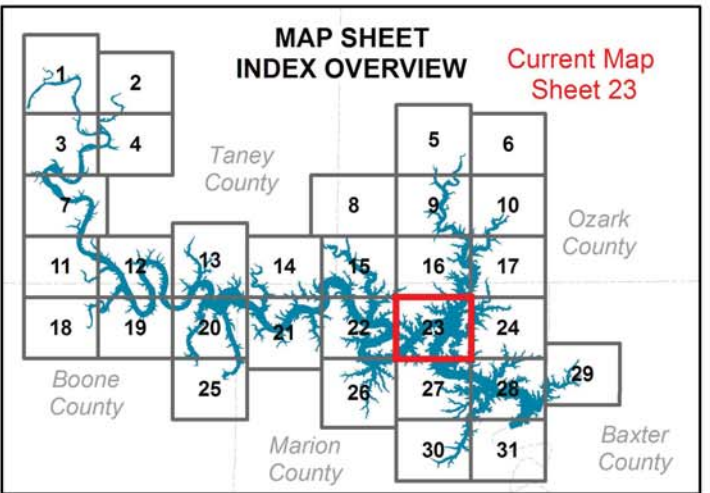 MAP SHEET
INDEX OVERVIEW
Current Map
Sheet 23
1
2
3
4
5
6
Taney
County
7
8
9
10
Ozark
County
11
12
13
14
15
16
17
18
19
20
21
22
23
24
Boone
County
25
26
27
28
29
Marion
County
30
31
Baxter
County